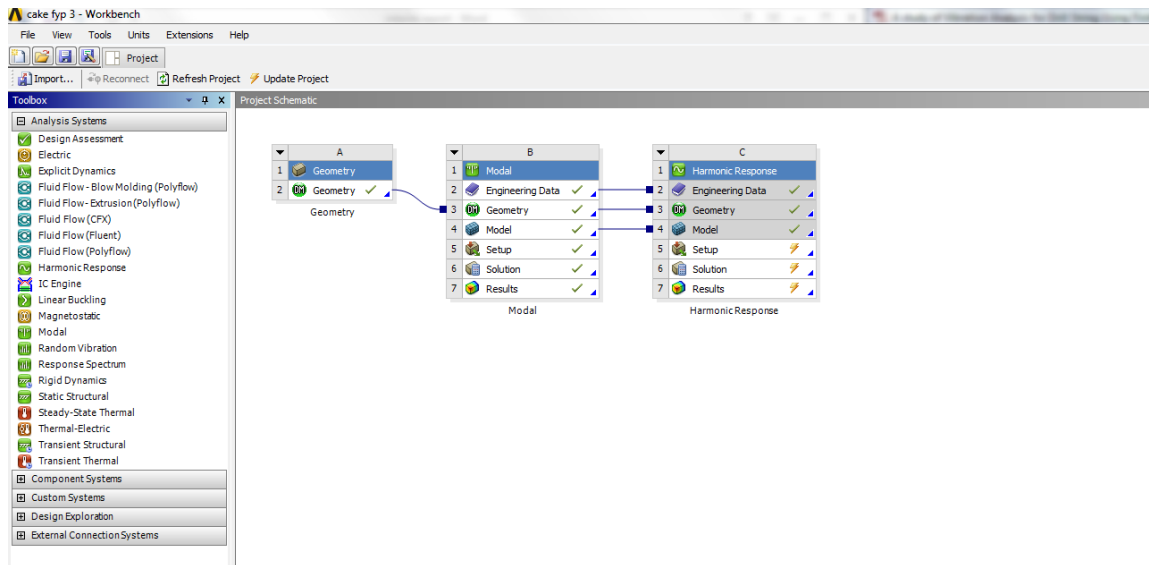 cake fyp 3 - Workbench
File View Tools Units Extensions Help
Project
Import... Reconnect Refresh Project Update Project
Toolbox
Project Schematic
Analysis Systems
Design Assessment
Electric
Explicit Dynamics
Fluid Flow - Blow Molding (Polyflow)
Fluid Flow - Extrusion (Polyflow)
Fluid Flow (CFX)
Fluid Flow (Fluent)
Fluid Flow (Polyflow)
Harmonic Response
IC Engine
Linear Buckling
Magnetostatic
Modal
Random Vibration
Response Spectrum
Rigid Dynamics
Static Structural
Steady-State Thermal
Thermal-Electric
Transient Structural
Transient Thermal
Component Systems
Custom Systems
Design Exploration
External Connection Systems
A
1 Geometry
2 Geometry
Geometry
B
1 Modal
2 Engineering Data
3 Geometry
4 Model
5 Setup
6 Solution
7 Results
Modal
C
1 Harmonic Response
2 Engineering Data
3 Geometry
4 Model
5 Setup
6 Solution
7 Results
Harmonic Response